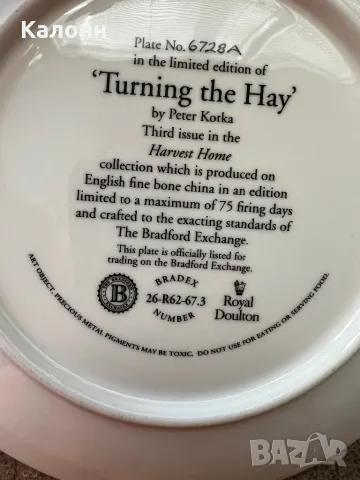 Калоян
Plate No. 6728A
in the limited edition of
‘Turning the Hay’
by Peter Kotka
Third issue in the
Harvest Home
collection which is produced on
English fine bone china in an edition
limited to a maximum of 75 firing days
and crafted to the exacting standards of
The Bradford Exchange.
This plate is officially listed for
trading on the Bradford Exchange.
BRADEX
26-R62-67.3
NUMBER
B
Royal
Doulton
ART OBJECT, PRECIOUS METAL PIGMENTS MAY BE TOXIC. DO NOT USE FOR EATING OR SERVING FOOD.
BAZAR